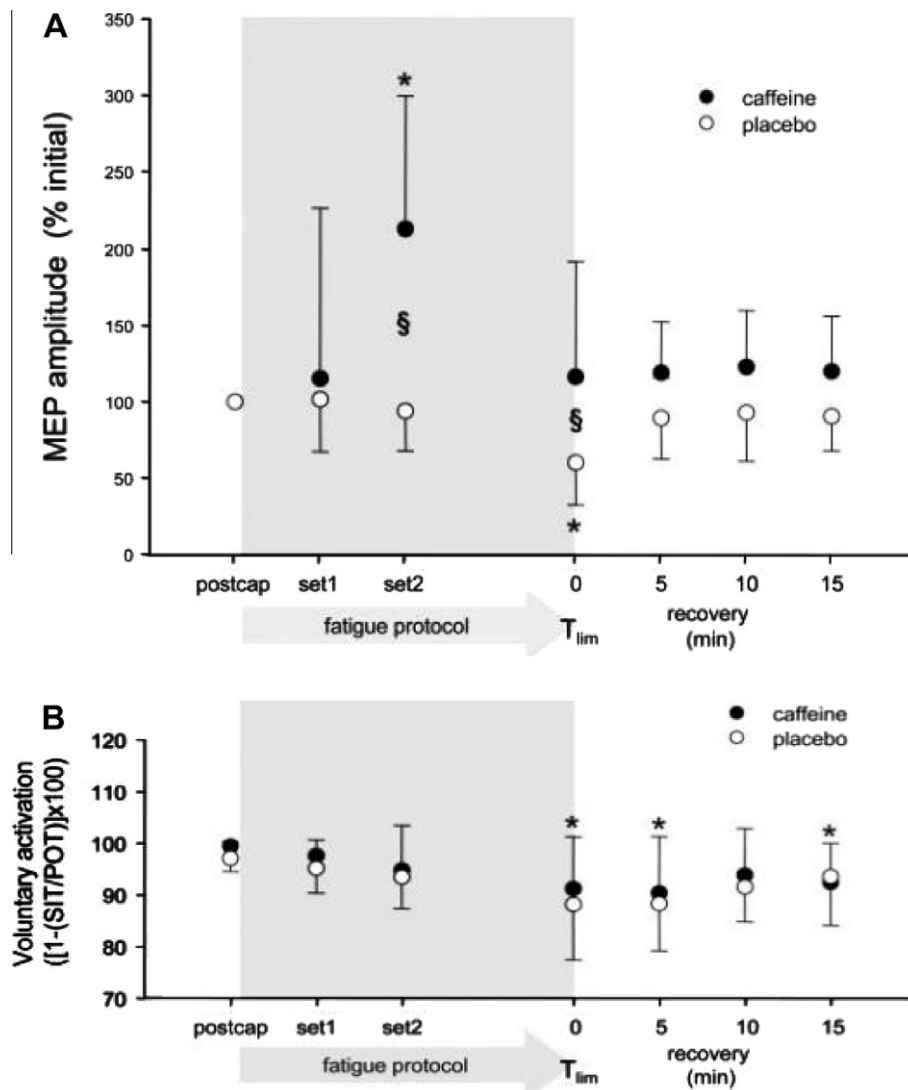 A
350
300
250
200
150
100
50
0
MEP amplitude (% initial)
*
§
§
*
caffeine
placebo
postcap set1 set2 0 5 10 15
fatigue protocol
Tlim
recovery
(min)
B
120
110
100
90
80
70
Voluntary activation
([1-(SIT/POT)]x100)
caffeine
placebo
* * *
postcap set1 set2 0 5 10 15
fatigue protocol
Tlim
recovery
(min)